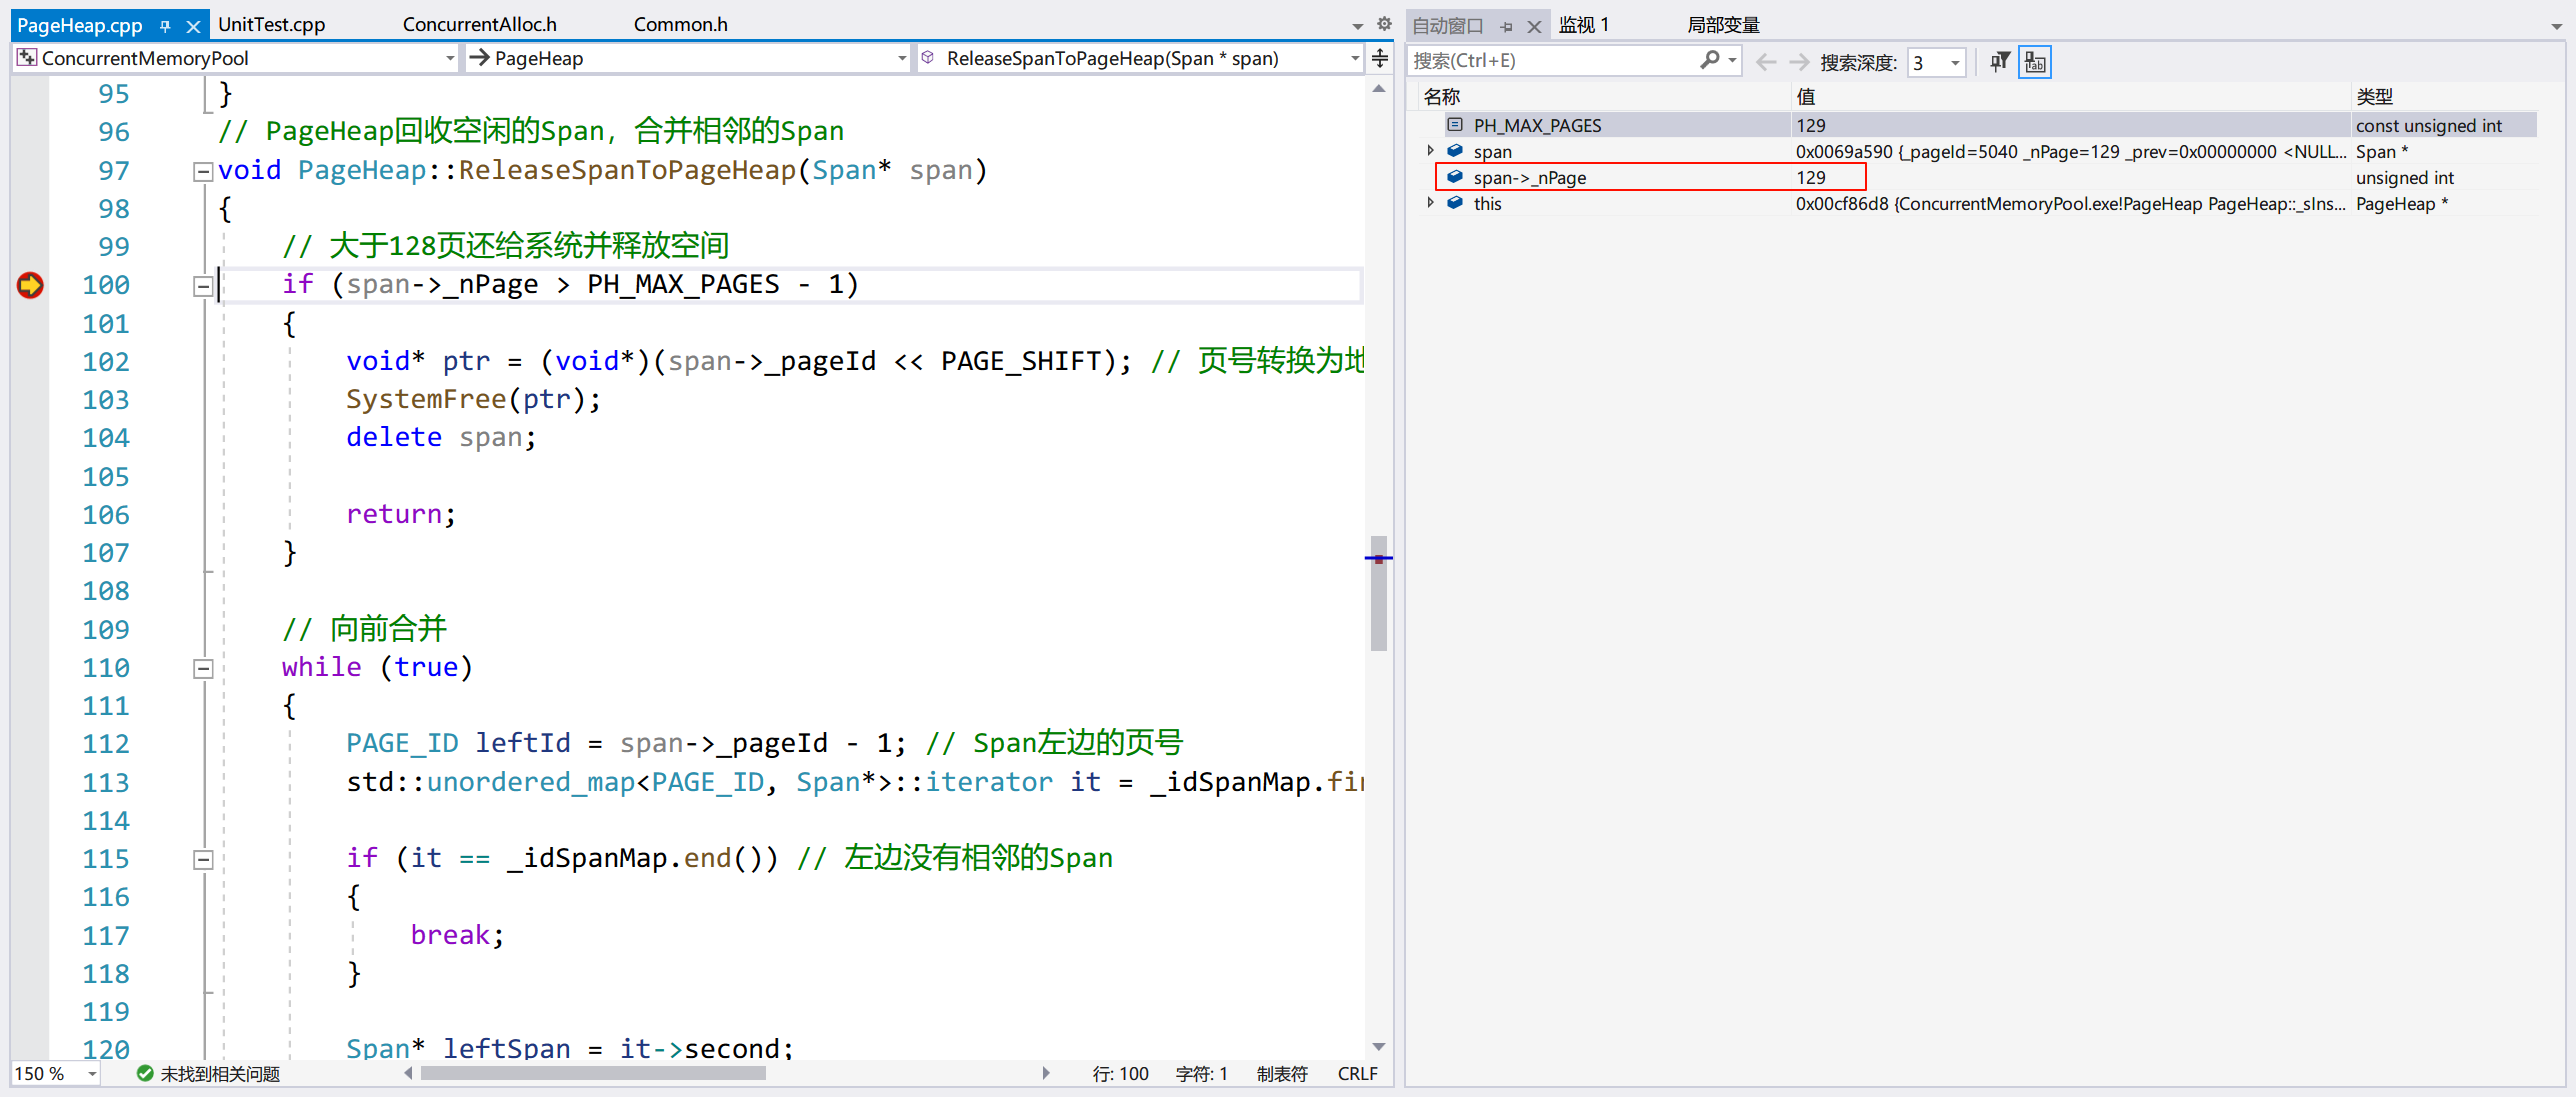 PageHeap.cpp UnitTest.cpp ConcurrentAlloc.h Common.h
ConcurrentMemoryPool PageHeap ReleaseSpanToPageHeap(Span * span)
95 }
96 // PageHeap回收空闲的Span, 合并相邻的Span
97 void PageHeap::ReleaseSpanToPageHeap(Span* span)
98 {
99 // 大于128页还给系统并释放空间
100 if (span->_nPage > PH_MAX_PAGES - 1)
101 {
102 void* ptr = (void*)(span->_pageId << PAGE_SHIFT); // 页号转换为地
103 SystemFree(ptr);
104 delete span;
105
106 return;
107 }
108
109 // 向前合并
110 while (true)
111 {
112 PAGE_ID leftId = span->_pageId - 1; // Span左边的页号
113 std::unordered_map<PAGE_ID, Span*>::iterator it = _idSpanMap.fin
114
115 if (it == _idSpanMap.end()) // 左边没有相邻的Span
116 {
117 break;
118 }
119
120 Span* leftSpan = it->second;
150 % 未找到相关问题 行: 100 字符: 1 制表符 CRLF
自动窗口 监视 1 局部变量
搜索(Ctrl+E) 搜索深度: 3
名称 值 类型
PH_MAX_PAGES 129 const unsigned int
span 0x0069a590 {_pageId=5040 _nPage=129 _prev=0x00000000 <NULL... Span *
span->_nPage 129 unsigned int
this 0x00cf86d8 {ConcurrentMemoryPool.exe!PageHeap PageHeap::_sIns... PageHeap *